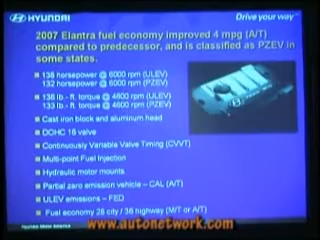 HYUNDAI
Drive your way™
2007 Elantra fuel economy improved 4 mpg (A/T)
compared to predecessor, and is classified as PZEV in
some states.
138 horsepower @ 6000 rpm (ULEV)
132 horsepower @ 6000 rpm (PZEV)
136 lb.- ft. torque @ 4600 rpm (ULEV)
133 lb.- ft. torque @ 4600 rpm (PZEV)
Cast iron block and aluminum head
DOHC 16 valve
Continuously Variable Valve Timing (CVVT)
Multi-point Fuel Injection
Hydraulic motor mounts
Partial zero emission vehicle – CAL (A/T)
ULEV emissions – FED
Fuel economy 28 city / 36 highway (M/T or A/T)
Hyundai Motor America
www.autonetwork.com